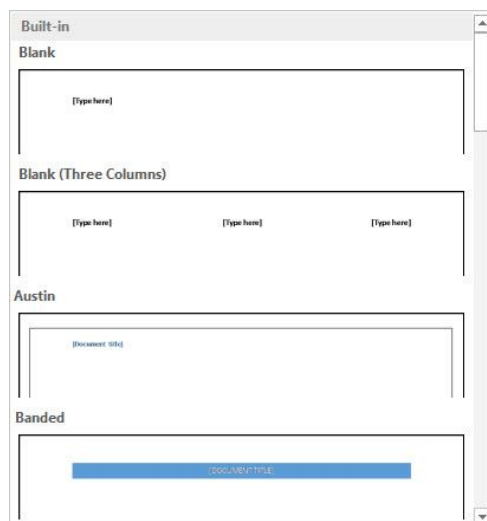 Built-in
Blank
[Type here]
Blank (Three Columns)
[Type here] [Type here] [Type here]
Austin
[Document title]
Banded
[DOCUMENT TITLE]